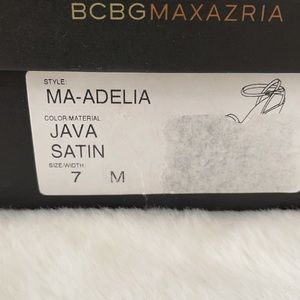 BCBGMAXAZRIA
STYLE:
MA-ADELIA
COLOR/MATERIAL
JAVA
SATIN
SIZE/WIDTH:
7 M